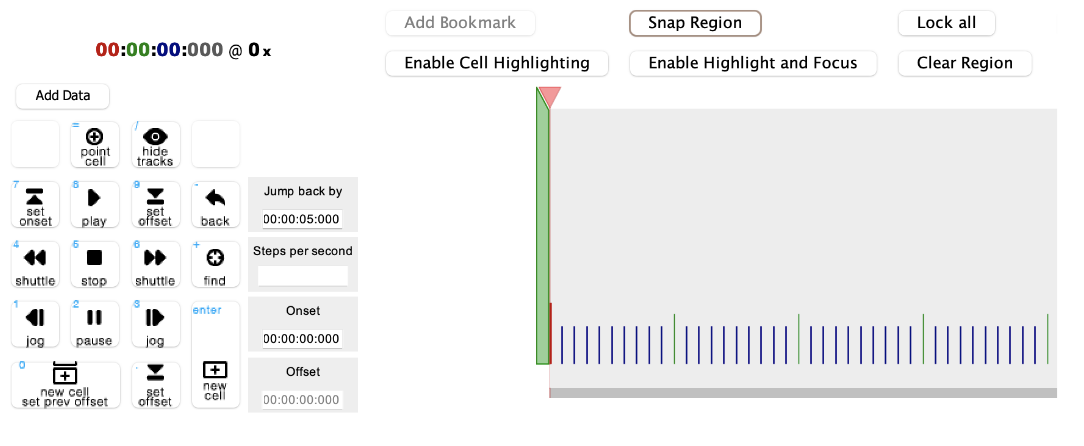 Add Bookmark Snap Region Lock all
00:00:00:000 @ 0 x
Enable Cell Highlighting Enable Highlight and Focus Clear Region
Add Data
= point cell
/ hide tracks
7 set onset
8 play
9 set offset
- back
Jump back by
00:00:05:000
4 shuttle
5 stop
6 shuttle
+ find
Steps per second
1 jog
2 pause
3 jog
enter
new cell
Onset
00:00:00:000
0 new cell
set prev offset
. set offset
Offset
00:00:00:000